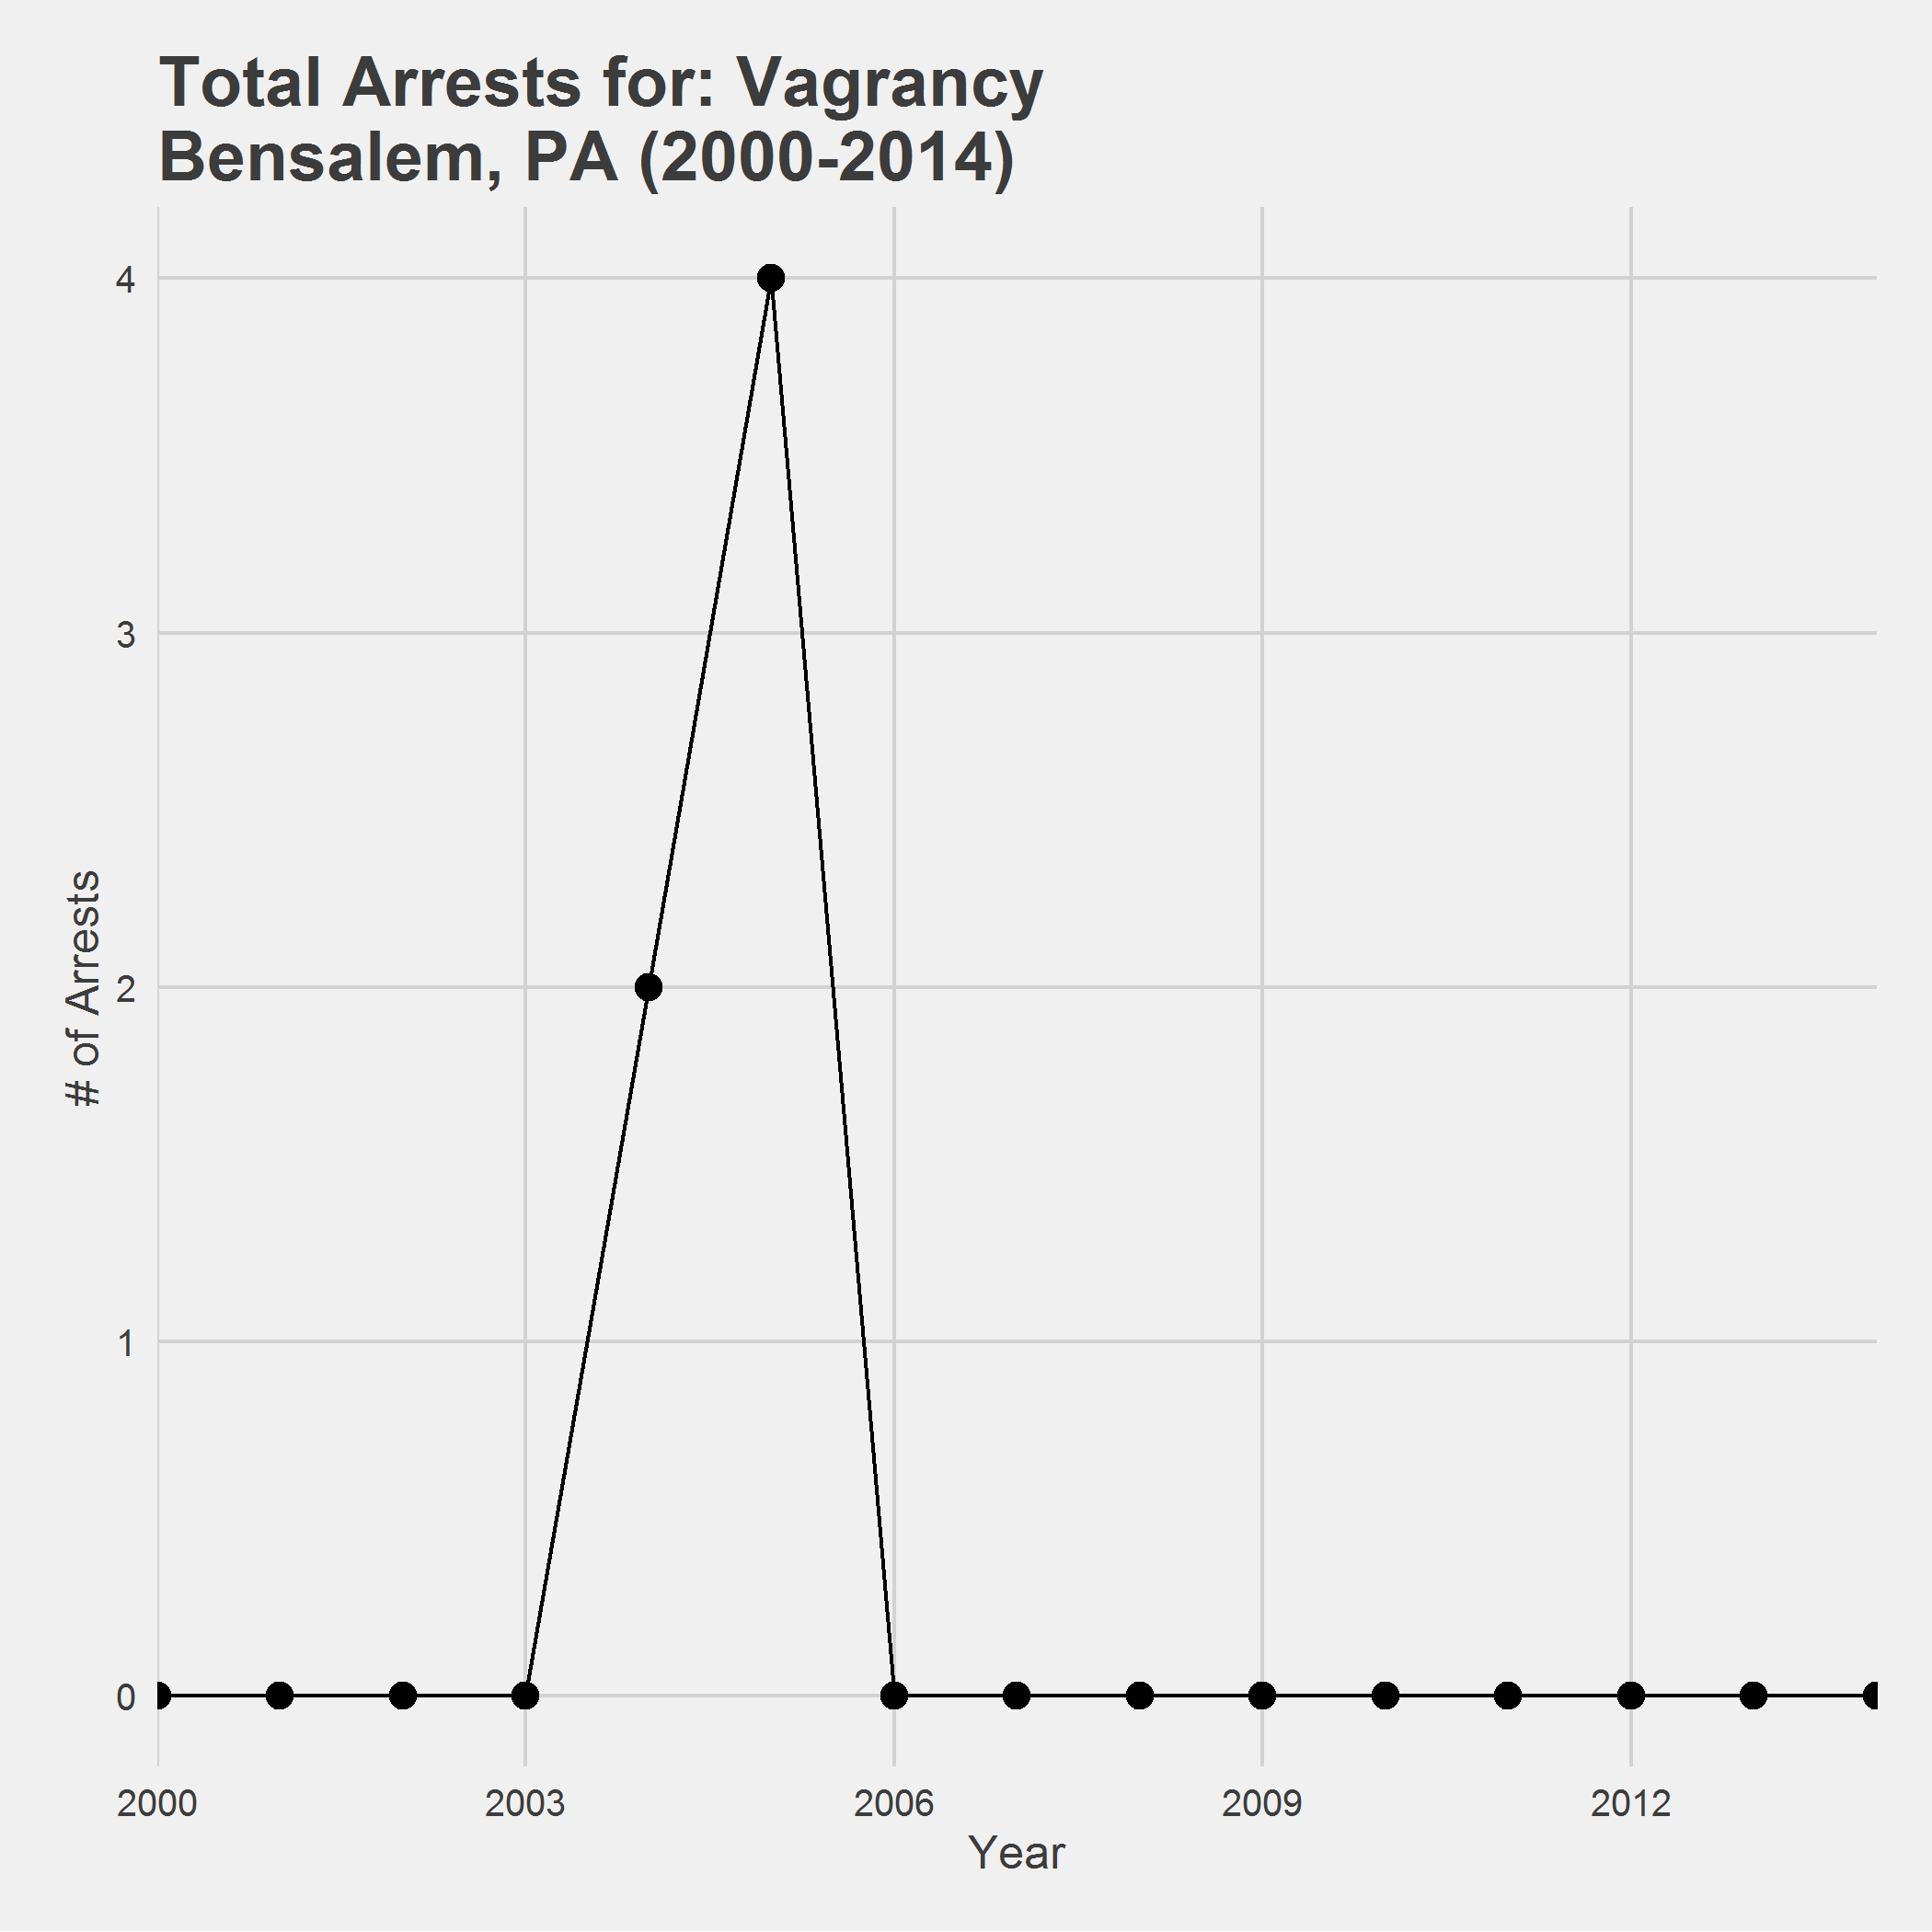 Total Arrests for: Vagrancy
Bensalem, PA (2000-2014)
4
3
2
1
0
# of Arrests
2000 2003 2006 2009 2012
Year